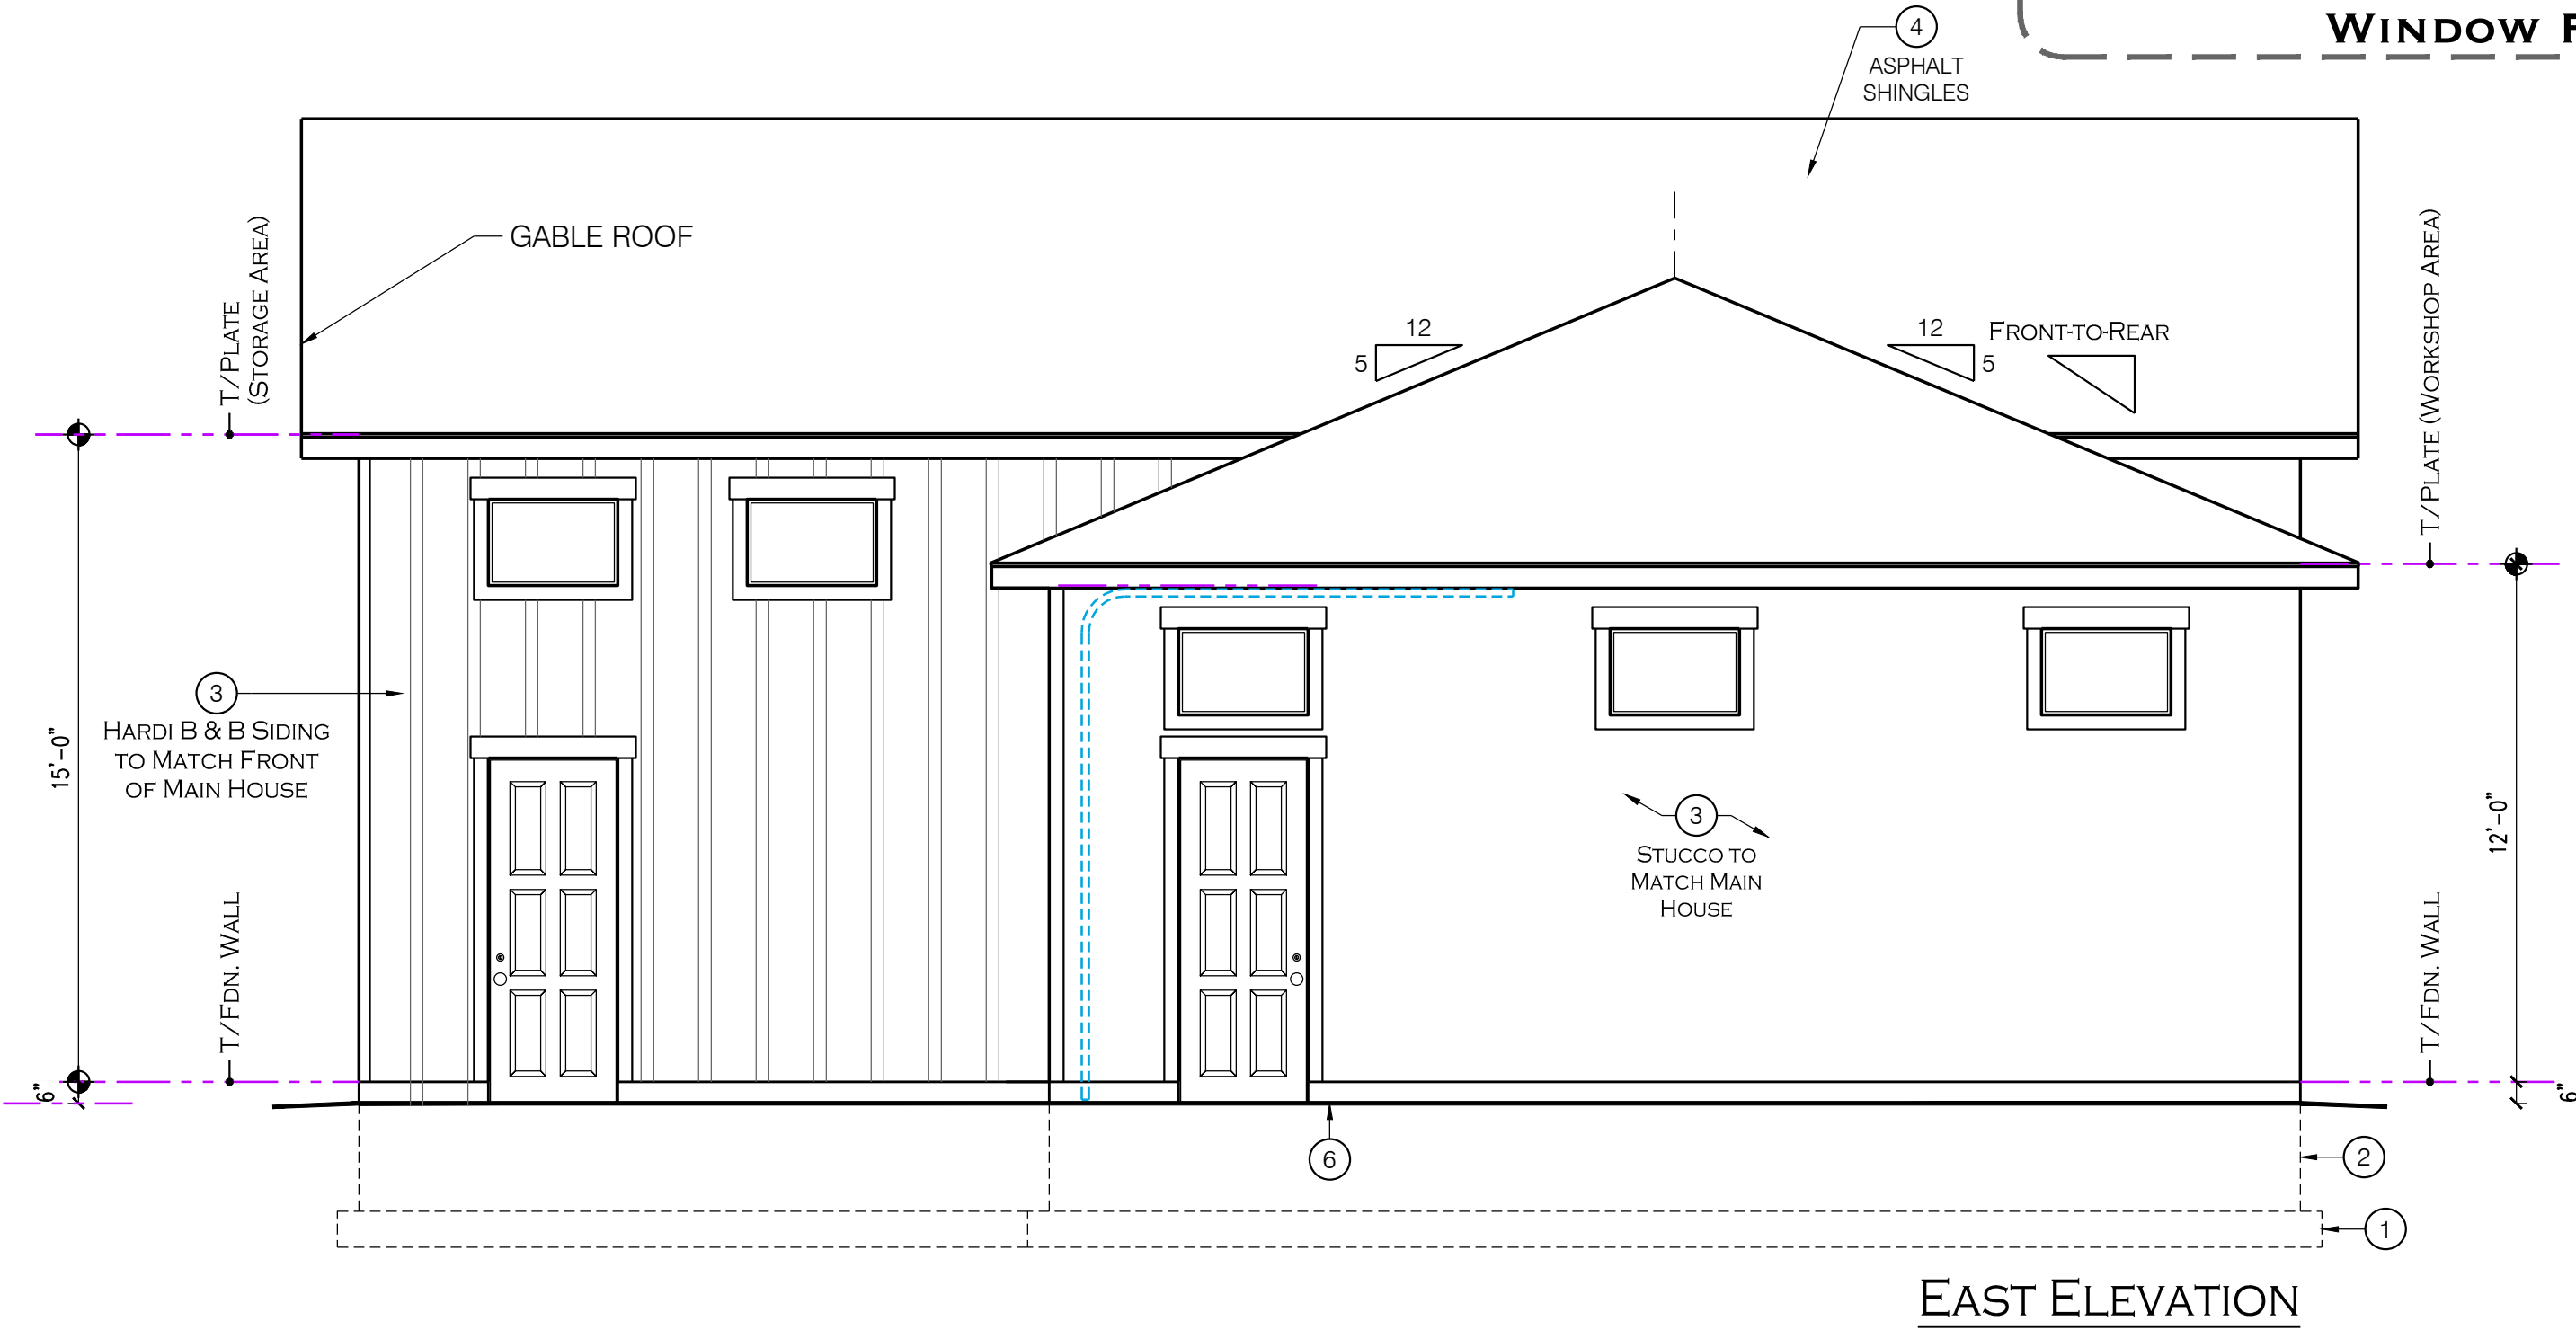 WINDOW
4
ASPHALT
SHINGLES
GABLE ROOF
T/PLATE
(STORAGE AREA)
12
5
12
5
FRONT-TO-REAR
T/PLATE (WORKSHOP AREA)
3
HARDI B & B SIDING
TO MATCH FRONT
OF MAIN HOUSE
15'-0"
3
STUCCO TO
MATCH MAIN
HOUSE
12'-0"
T/FDN. WALL
T/FDN. WALL
6"
6"
6
2
1
EAST ELEVATION